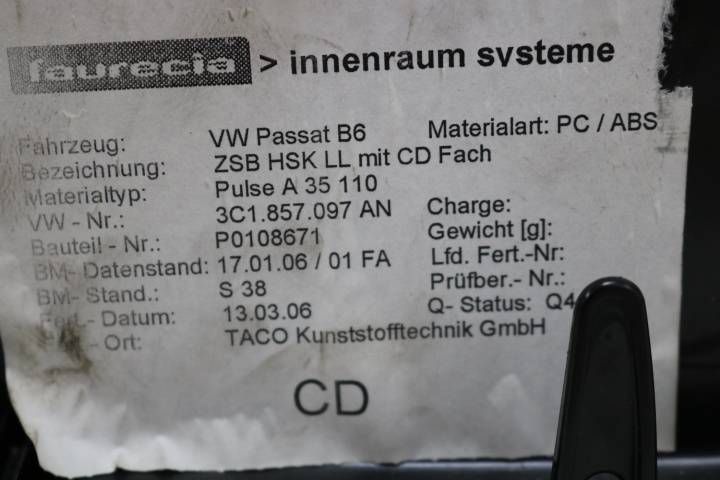 faurecia > innenraum systeme
Fahrzeug: VW Passat B6 Materialart: PC / ABS
Bezeichnung: ZSB HSK LL mit CD Fach
Materialtyp: Pulse A 35 110
VW - Nr.: 3C1.857.097 AN Charge:
Bauteil - Nr.: P0108671 Gewicht [g]:
BM- Datenstand: 17.01.06 / 01 FA Lfd. Fert.-Nr:
BM- Stand.: S 38 Prüfber.- Nr.:
Fert.- Datum: 13.03.06 Q- Status: Q4
- Ort: TACO Kunststofftechnik GmbH
CD